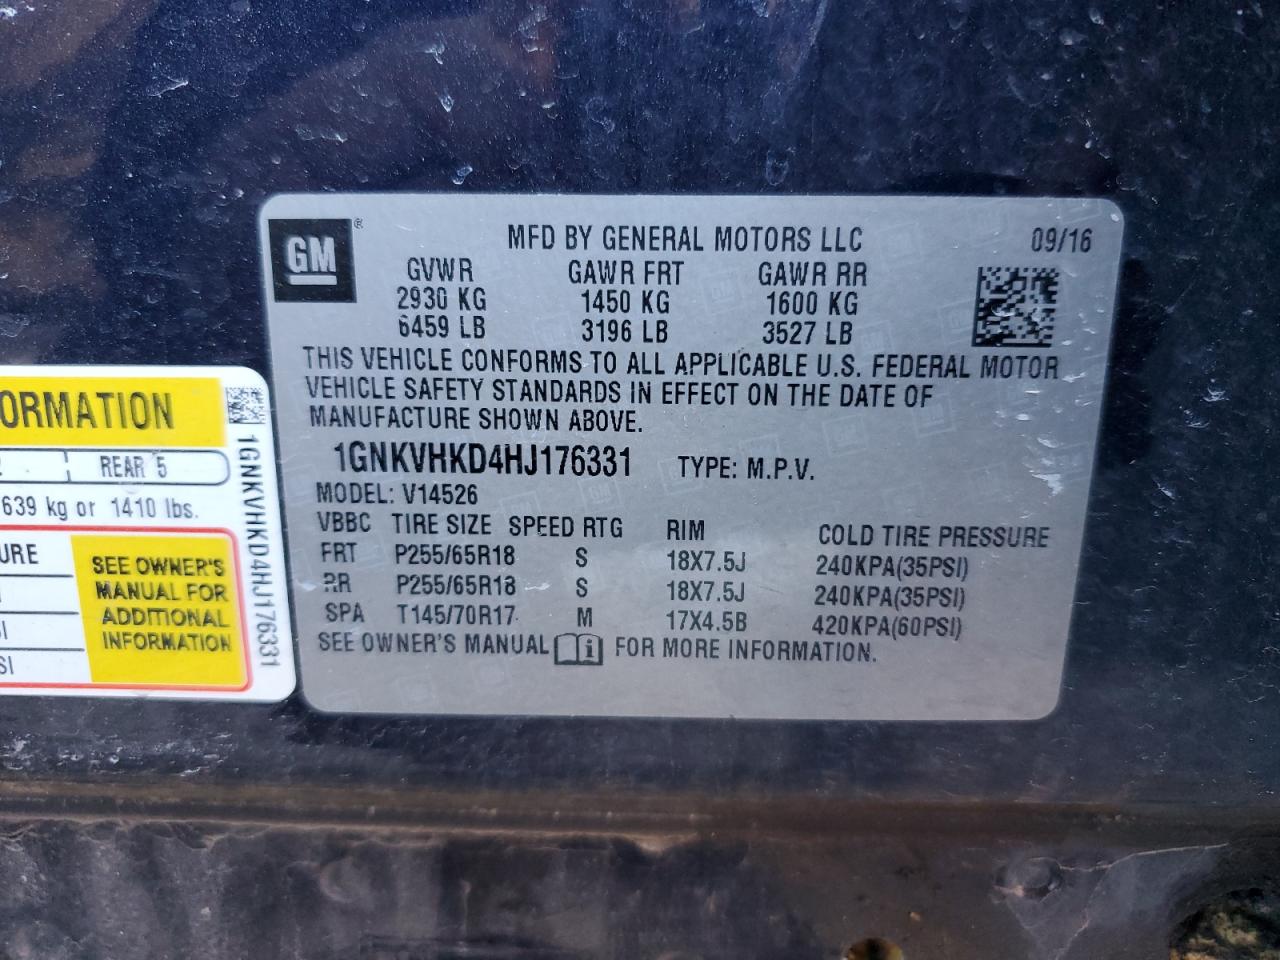 GM
®
MFD BY GENERAL MOTORS LLC 09/16
GVWR GAWR FRT GAWR RR
2930 KG 1450 KG 1600 KG
6459 LB 3196 LB 3527 LB
THIS VEHICLE CONFORMS TO ALL APPLICABLE U.S. FEDERAL MOTOR
VEHICLE SAFETY STANDARDS IN EFFECT ON THE DATE OF
MANUFACTURE SHOWN ABOVE.
1GNKVHKD4HJ176331 TYPE: M.P.V.
MODEL: V14526
VBBC TIRE SIZE SPEED RTG RIM COLD TIRE PRESSURE
FRT P255/65R18 S 18X7.5J 240KPA(35PSI)
RR P255/65R18 S 18X7.5J 240KPA(35PSI)
SPA T145/70R17 M 17X4.5B 420KPA(60PSI)
SEE OWNER'S MANUAL i FOR MORE INFORMATION.
ORMATION
REAR 5
639 kg or 1410 lbs.
URE
SEE OWNER'S
MANUAL FOR
ADDITIONAL
INFORMATION
SI
SI
1GNKVHKD4HJ176331